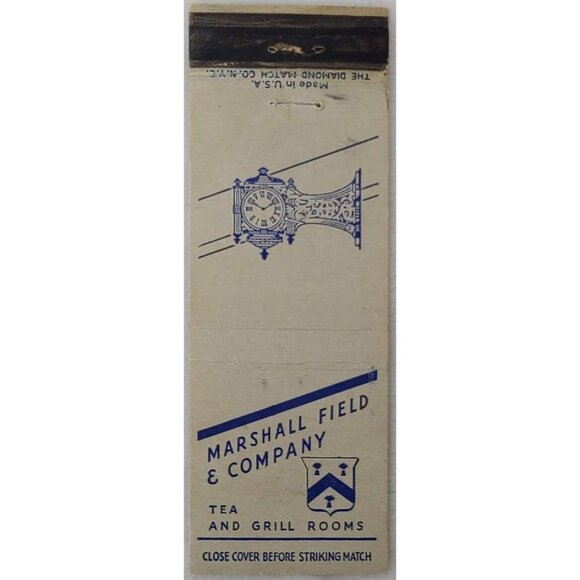 THE DIAMOND MATCH CO., N.Y.C.
Made in U.S.A.
MARSHALL FIELD
& COMPANY
TEA
AND GRILL ROOMS
CLOSE COVER BEFORE STRIKING MATCH